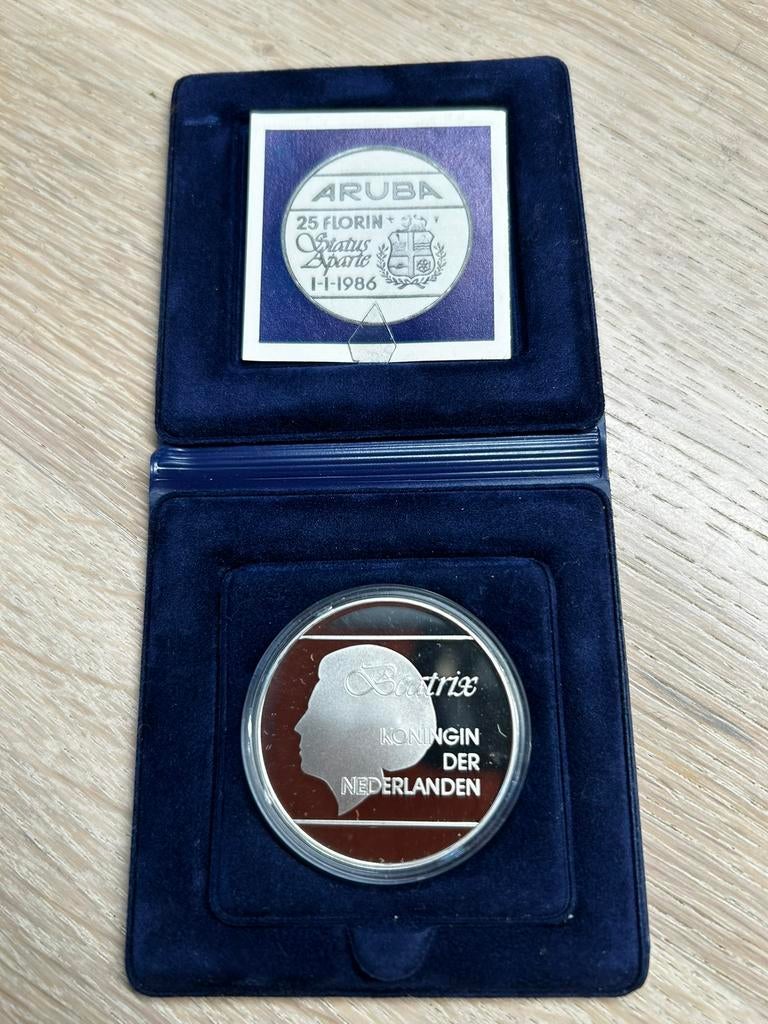 ARUBA
25 FLORIN
Status
Aparte
1-1-1986
Beatrix
KONINGIN
DER
NEDERLANDEN